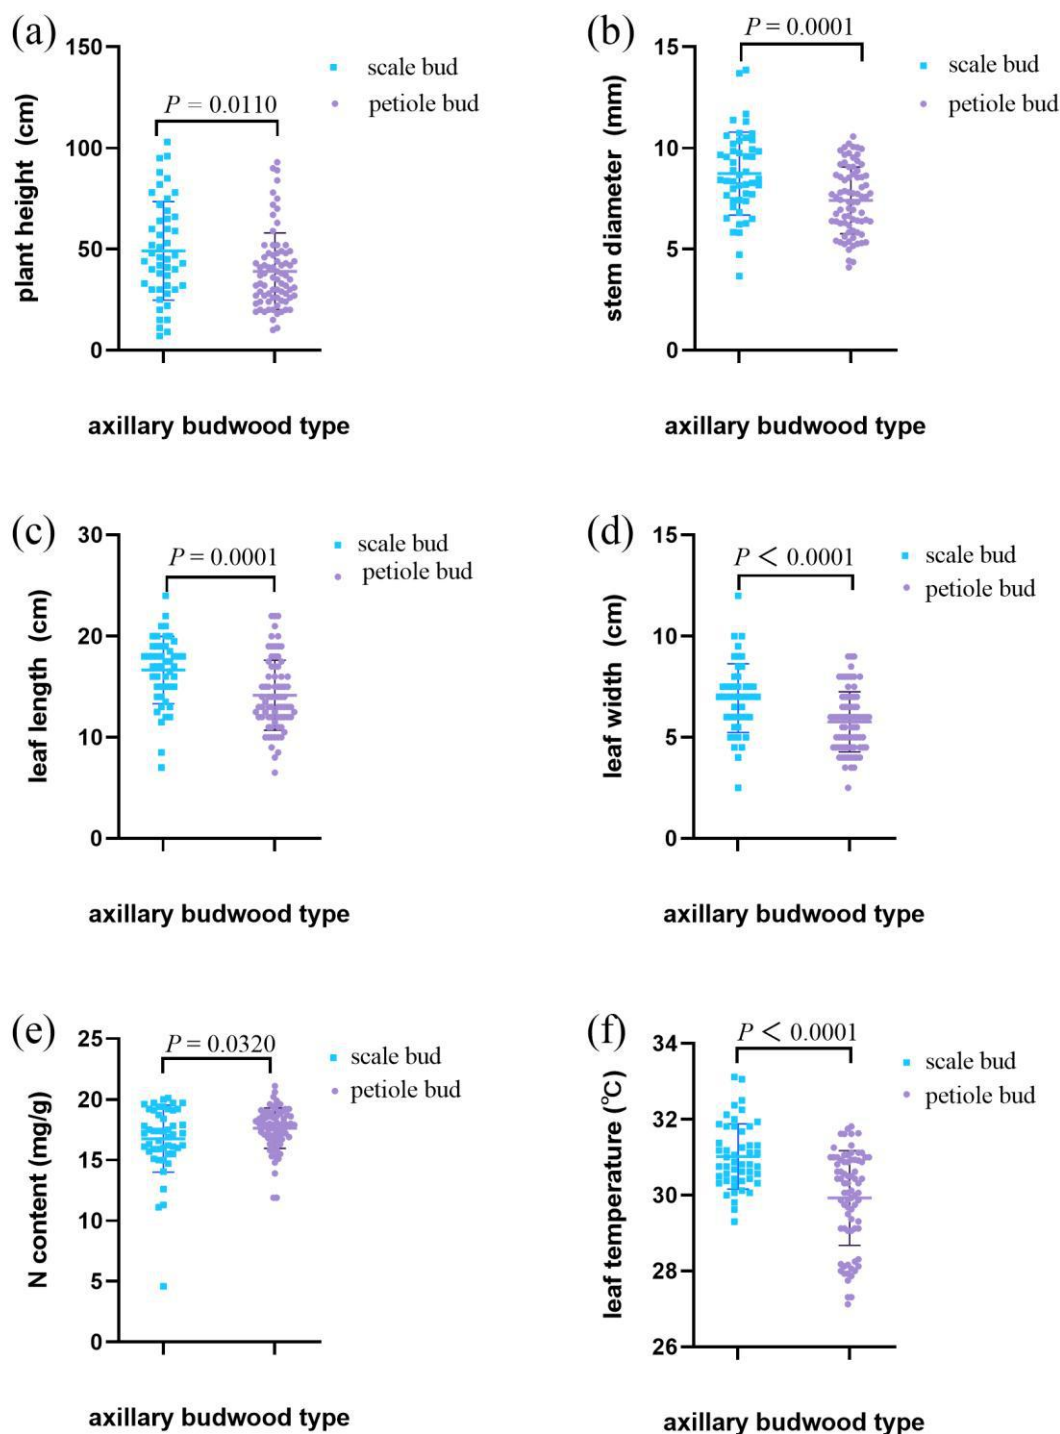 (a)
P = 0.0110
scale bud
petiole bud
plant height (cm)
150
100
50
0
axillary budwood type
(b)
P = 0.0001
scale bud
petiole bud
stem diameter (mm)
15
10
5
0
axillary budwood type
(c)
P = 0.0001
scale bud
petiole bud
leaf length (cm)
30
20
10
0
axillary budwood type
(d)
P < 0.0001
scale bud
petiole bud
leaf width (cm)
15
10
5
0
axillary budwood type
(e)
P = 0.0320
scale bud
petiole bud
N content (mg/g)
25
20
15
10
5
0
axillary budwood type
(f)
P < 0.0001
scale bud
petiole bud
leaf temperature (℃)
34
32
30
28
26
axillary budwood type